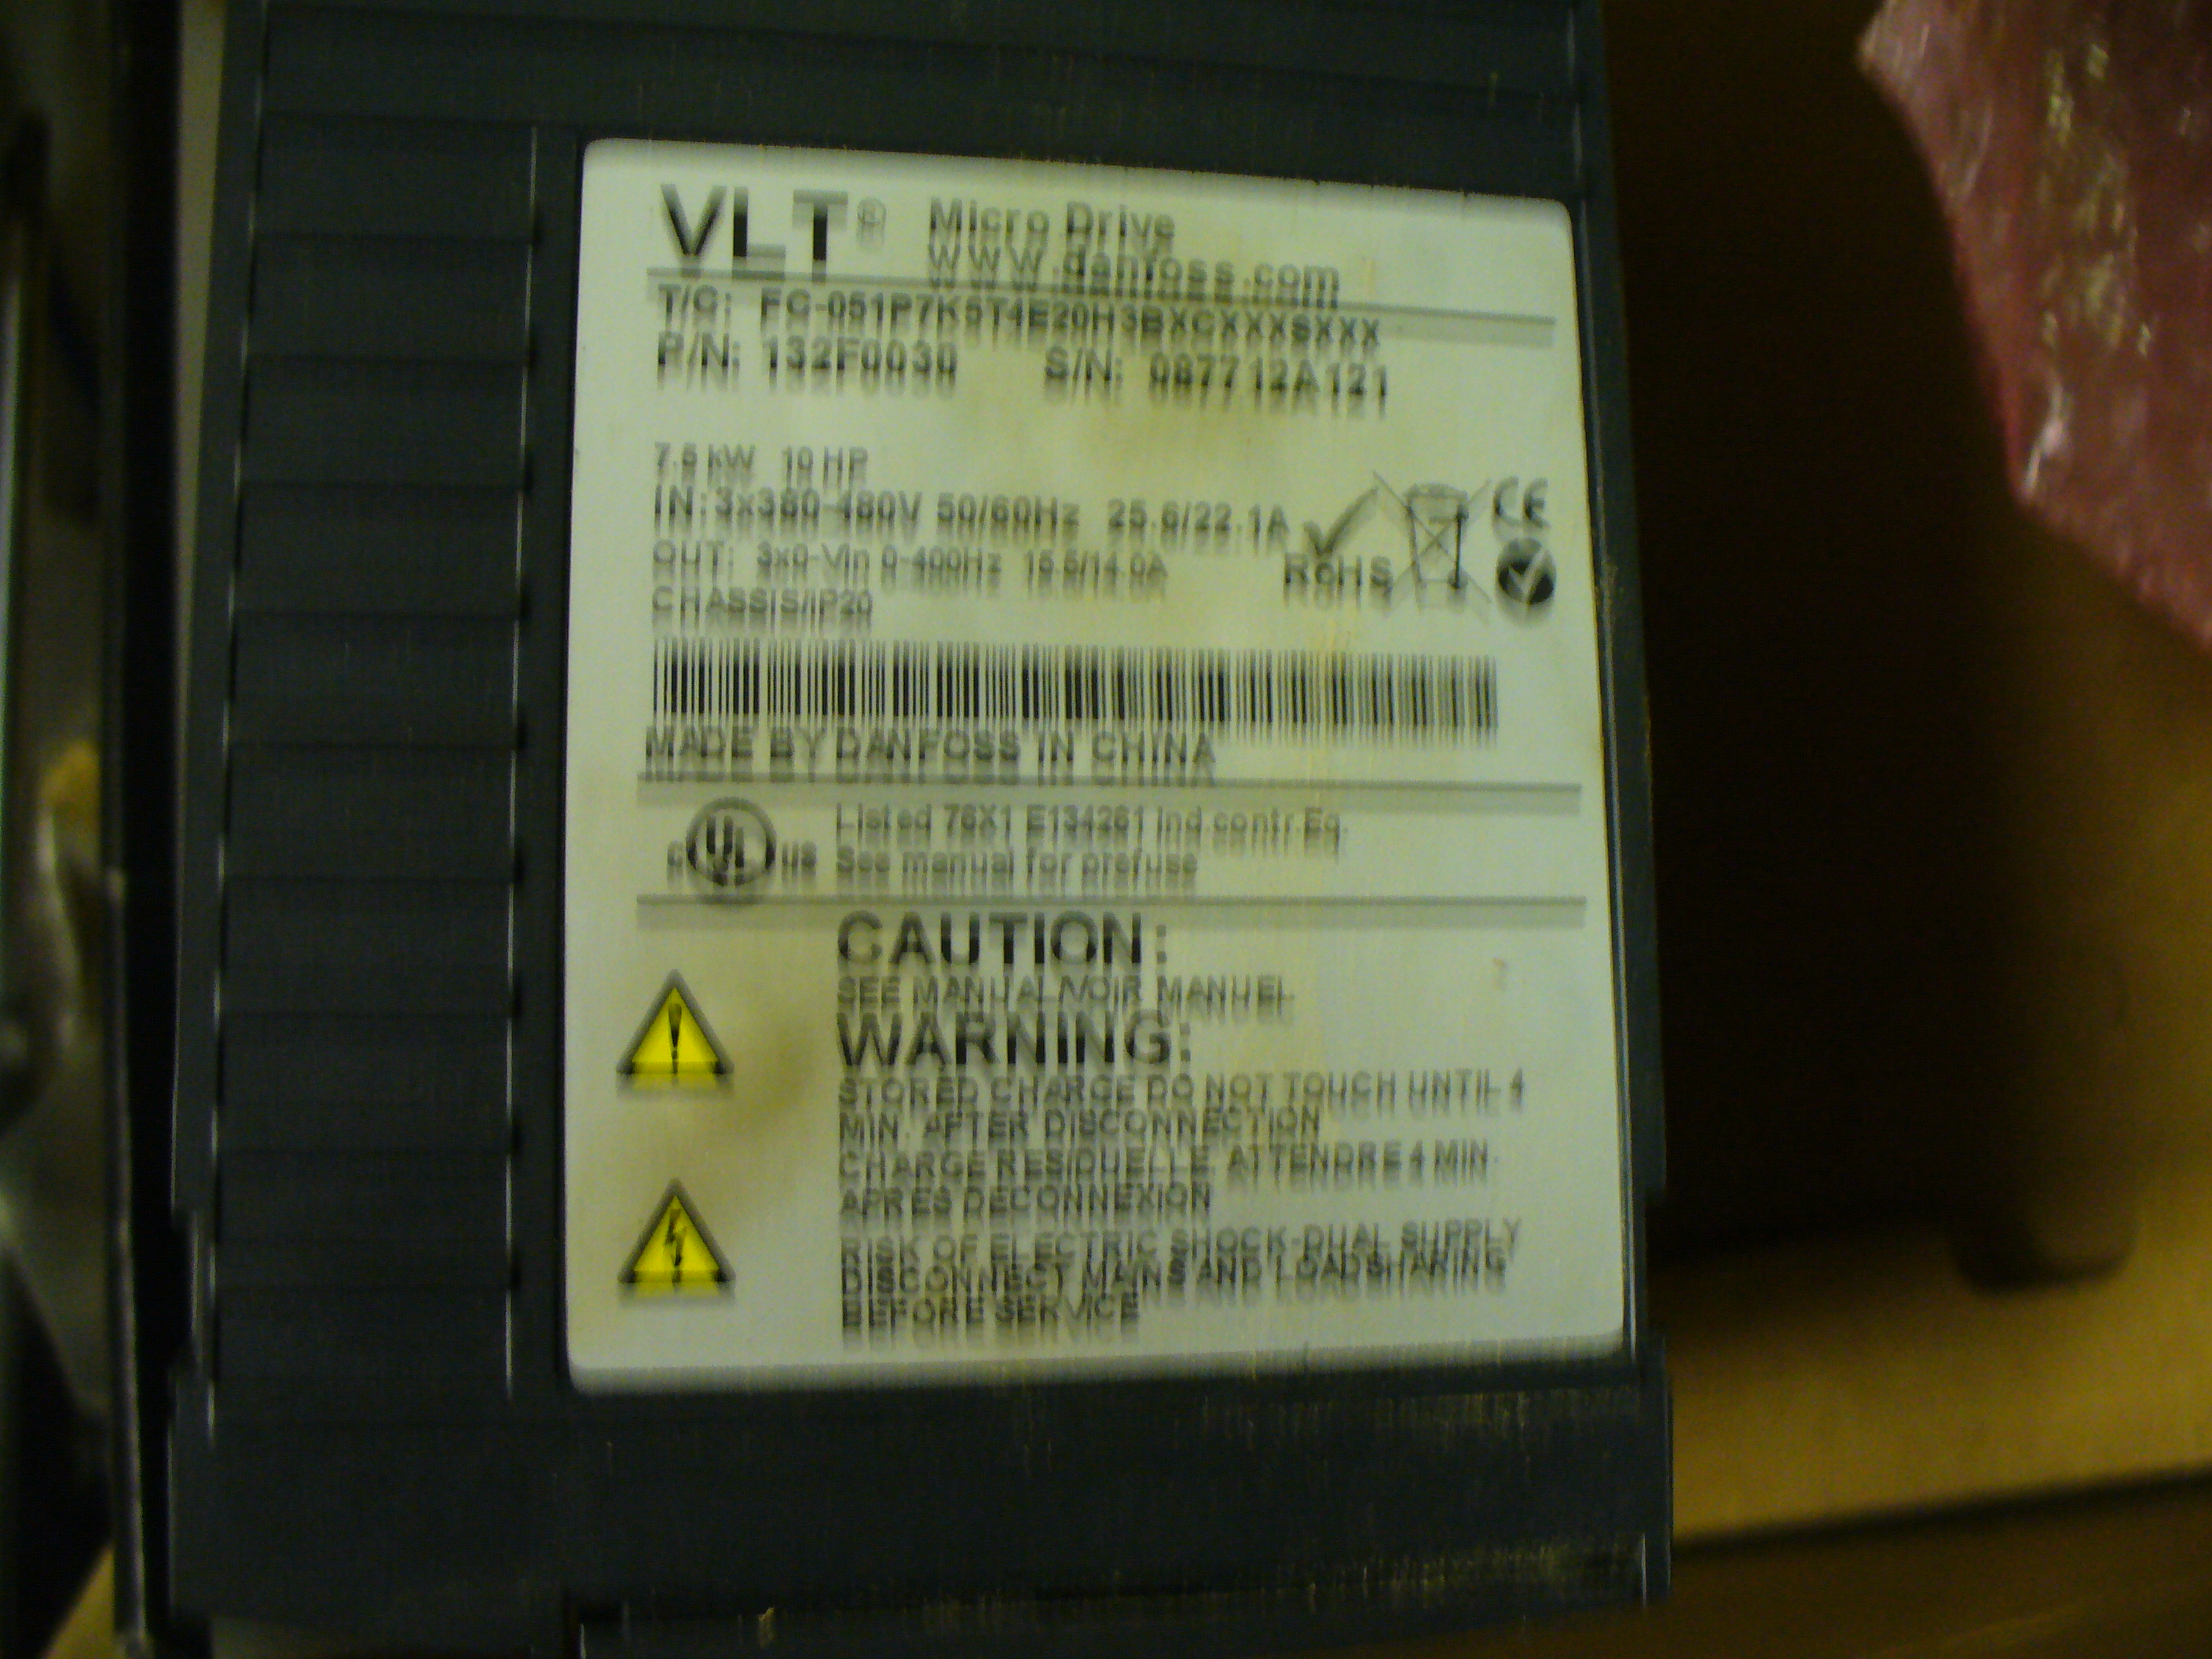 VLT® Micro Drive
www.danfoss.com
T/C: FC-051P7K5T4E20H3BXCXXXSXXX
P/N: 132F0030 S/N: 087712A121
7.5 kW 10 HP
IN: 3x380-480V 50/60Hz 25.6/22.1A
OUT: 3x0-Vin 0-400Hz 15.5/14.0A
CHASSIS/IP20
RoHS
CE
MADE BY DANFOSS IN CHINA
c UL us
Listed 76X1 E134261 Ind.contr.Eq.
See manual for prefuse
CAUTION:
SEE MANUAL/VOIR MANUEL
WARNING:
STORED CHARGE DO NOT TOUCH UNTIL 4
MIN. AFTER DISCONNECTION
CHARGE RESIDUELLE, ATTENDRE 4 MIN.
APRES DECONNEXION
RISK OF ELECTRIC SHOCK-DUAL SUPPLY
DISCONNECT MAINS AND LOADSHARING
BEFORE SERVICE